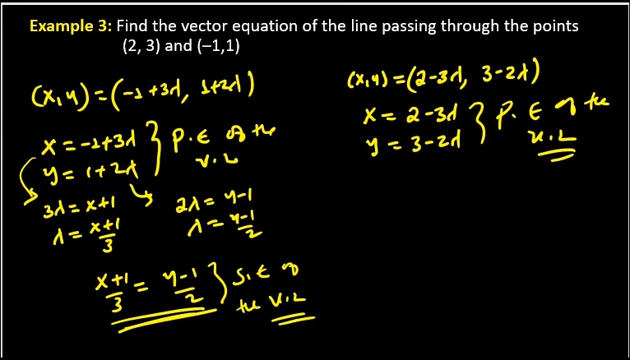 Example 3: Find the vector equation of the line passing through the points
(2, 3) and (–1,1)
(x,y) = (-1+3λ, 1+2λ)
x = -1+3λ
y = 1+2λ
} P.E of the
V.L
3λ = x+1
λ = x+1/3
2λ = y-1
λ = y-1/2
x+1/3 = y-1/2 } S.E of
the V.L
(x,y) = (2-3λ, 3-2λ)
x = 2-3λ
y = 3-2λ
} P.E of the
V.L